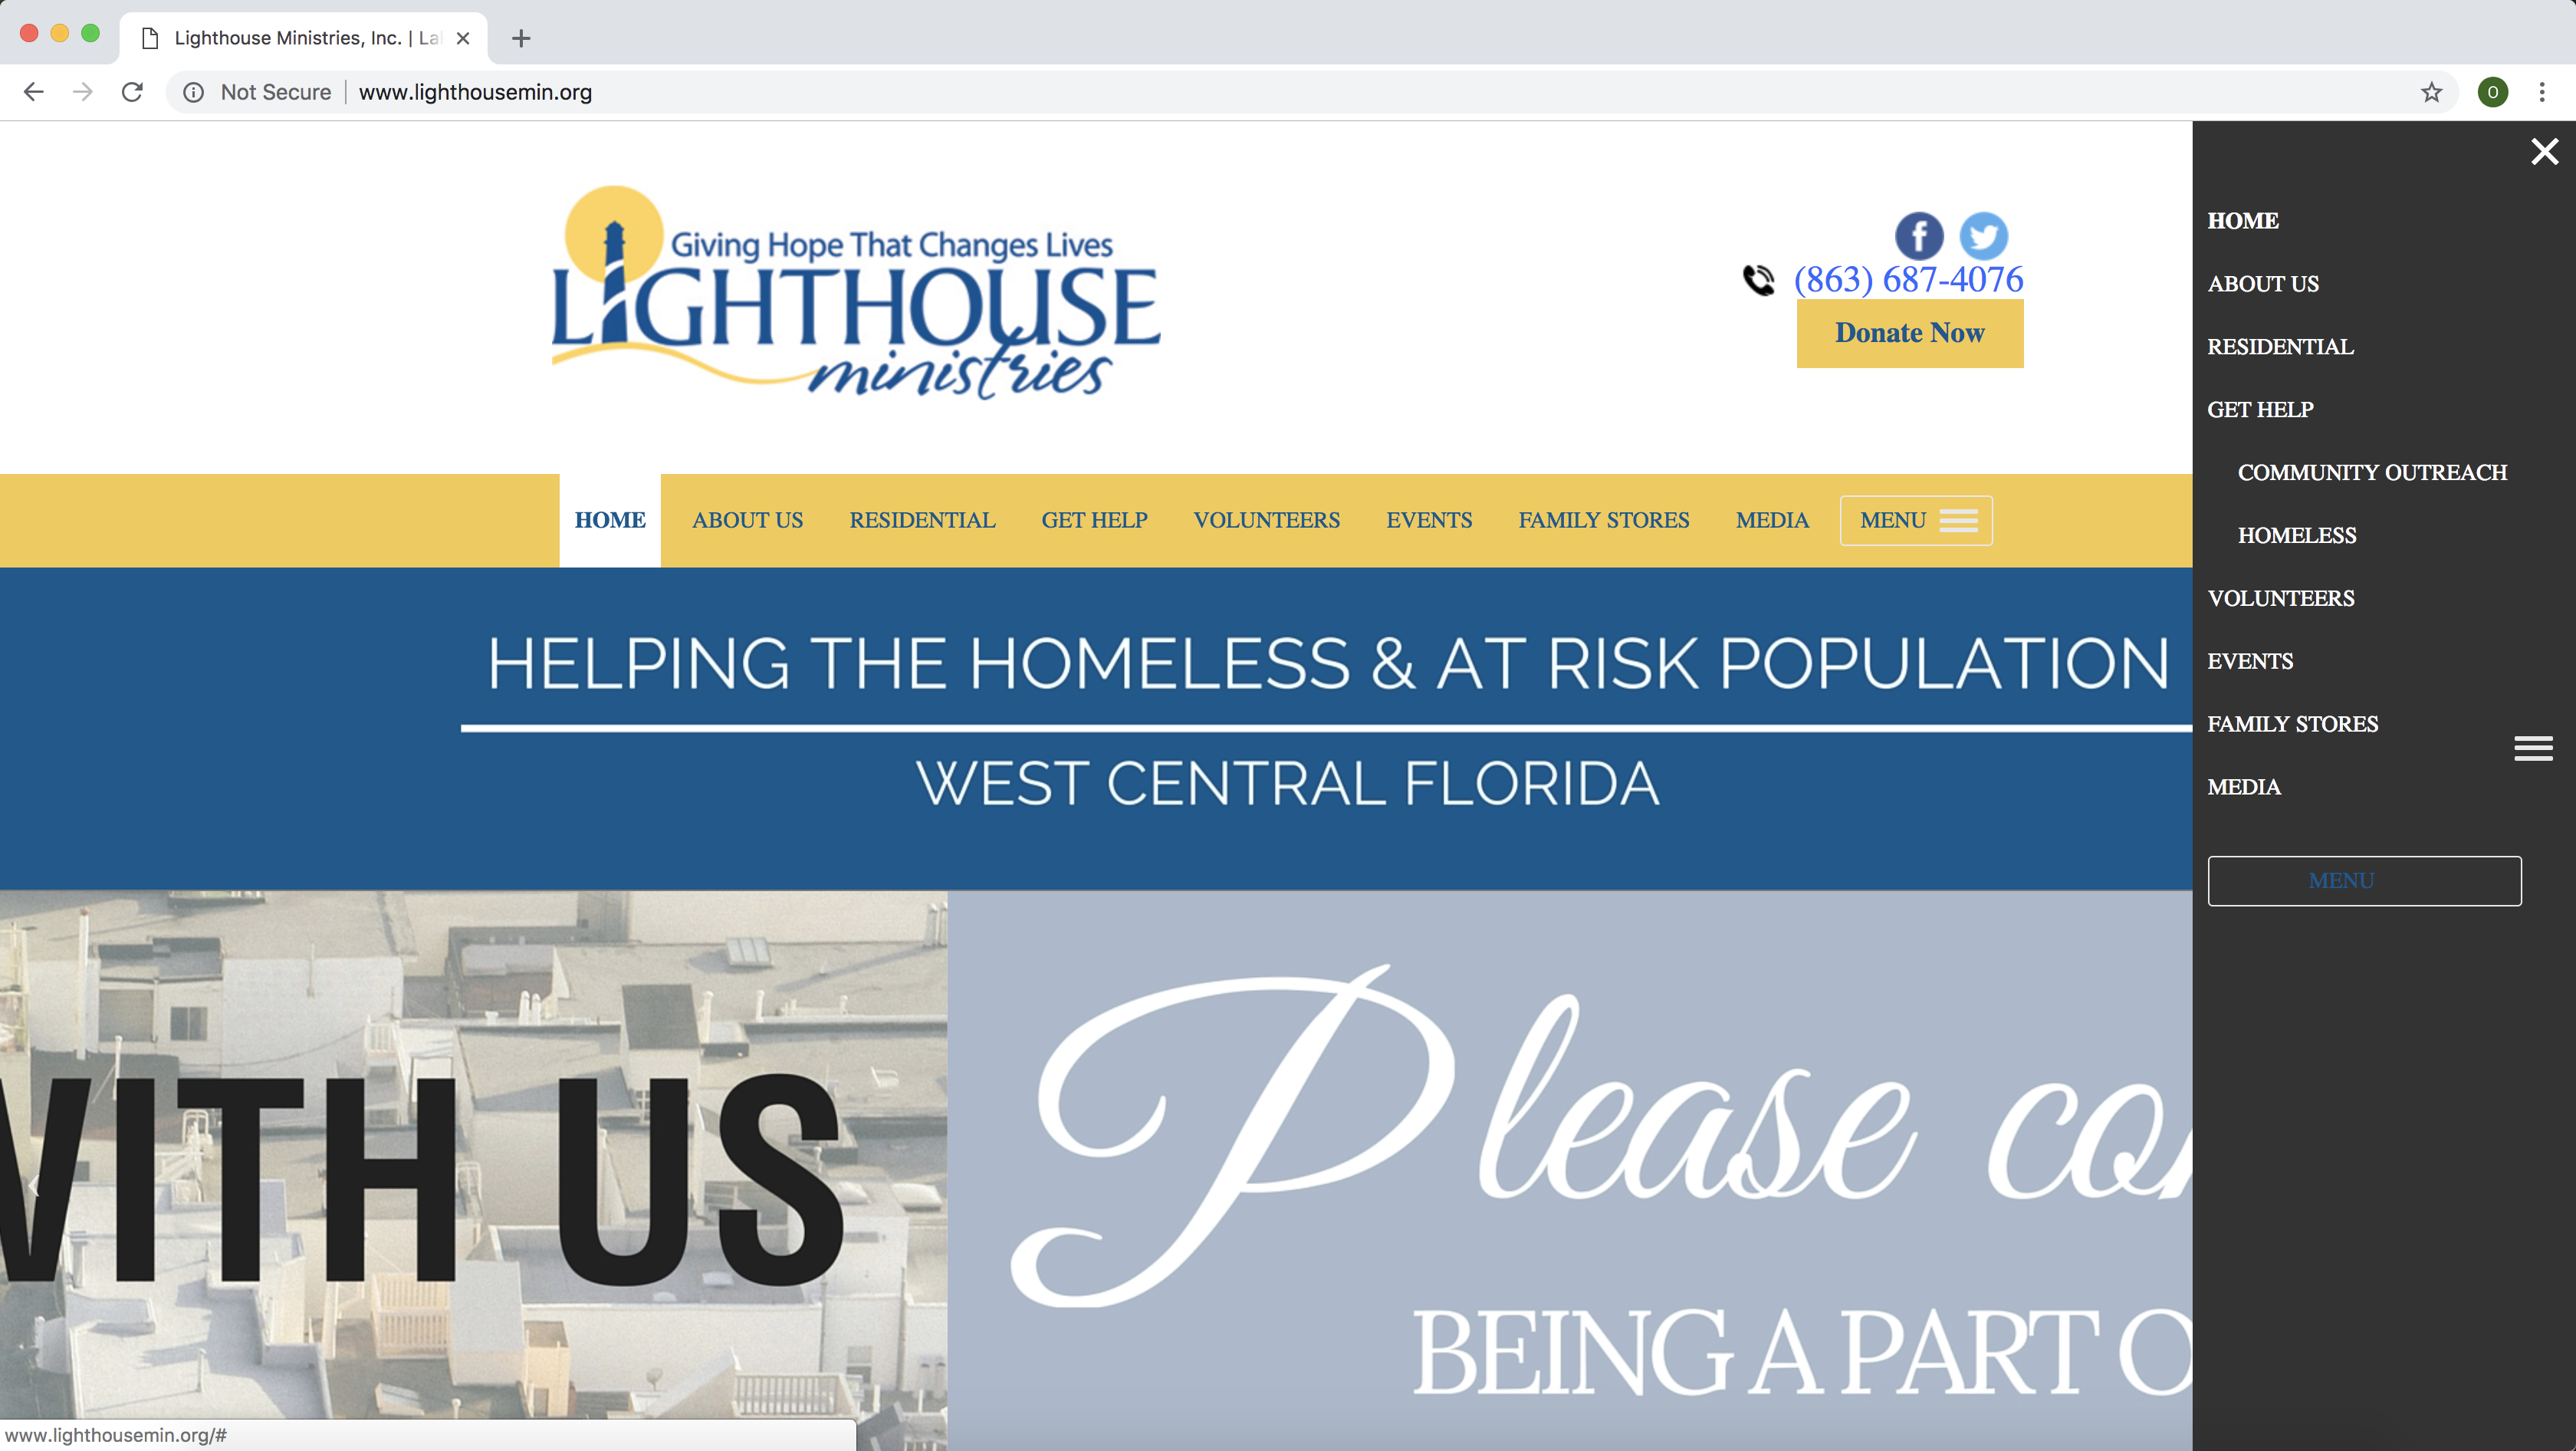 Lighthouse Ministries, Inc. | La
Not Secure | www.lighthousemin.org
O
Giving Hope That Changes Lives
LIGHTHOUSE
ministries
(863) 687-4076
Donate Now
HOME ABOUT US RESIDENTIAL GET HELP VOLUNTEERS EVENTS FAMILY STORES MEDIA MENU
HELPING THE HOMELESS & AT RISK POPULATION
WEST CENTRAL FLORIDA
WITH US
Please co
BEING A PART O
HOME
ABOUT US
RESIDENTIAL
GET HELP
COMMUNITY OUTREACH
HOMELESS
VOLUNTEERS
EVENTS
FAMILY STORES
MEDIA
MENU
www.lighthousemin.org/#